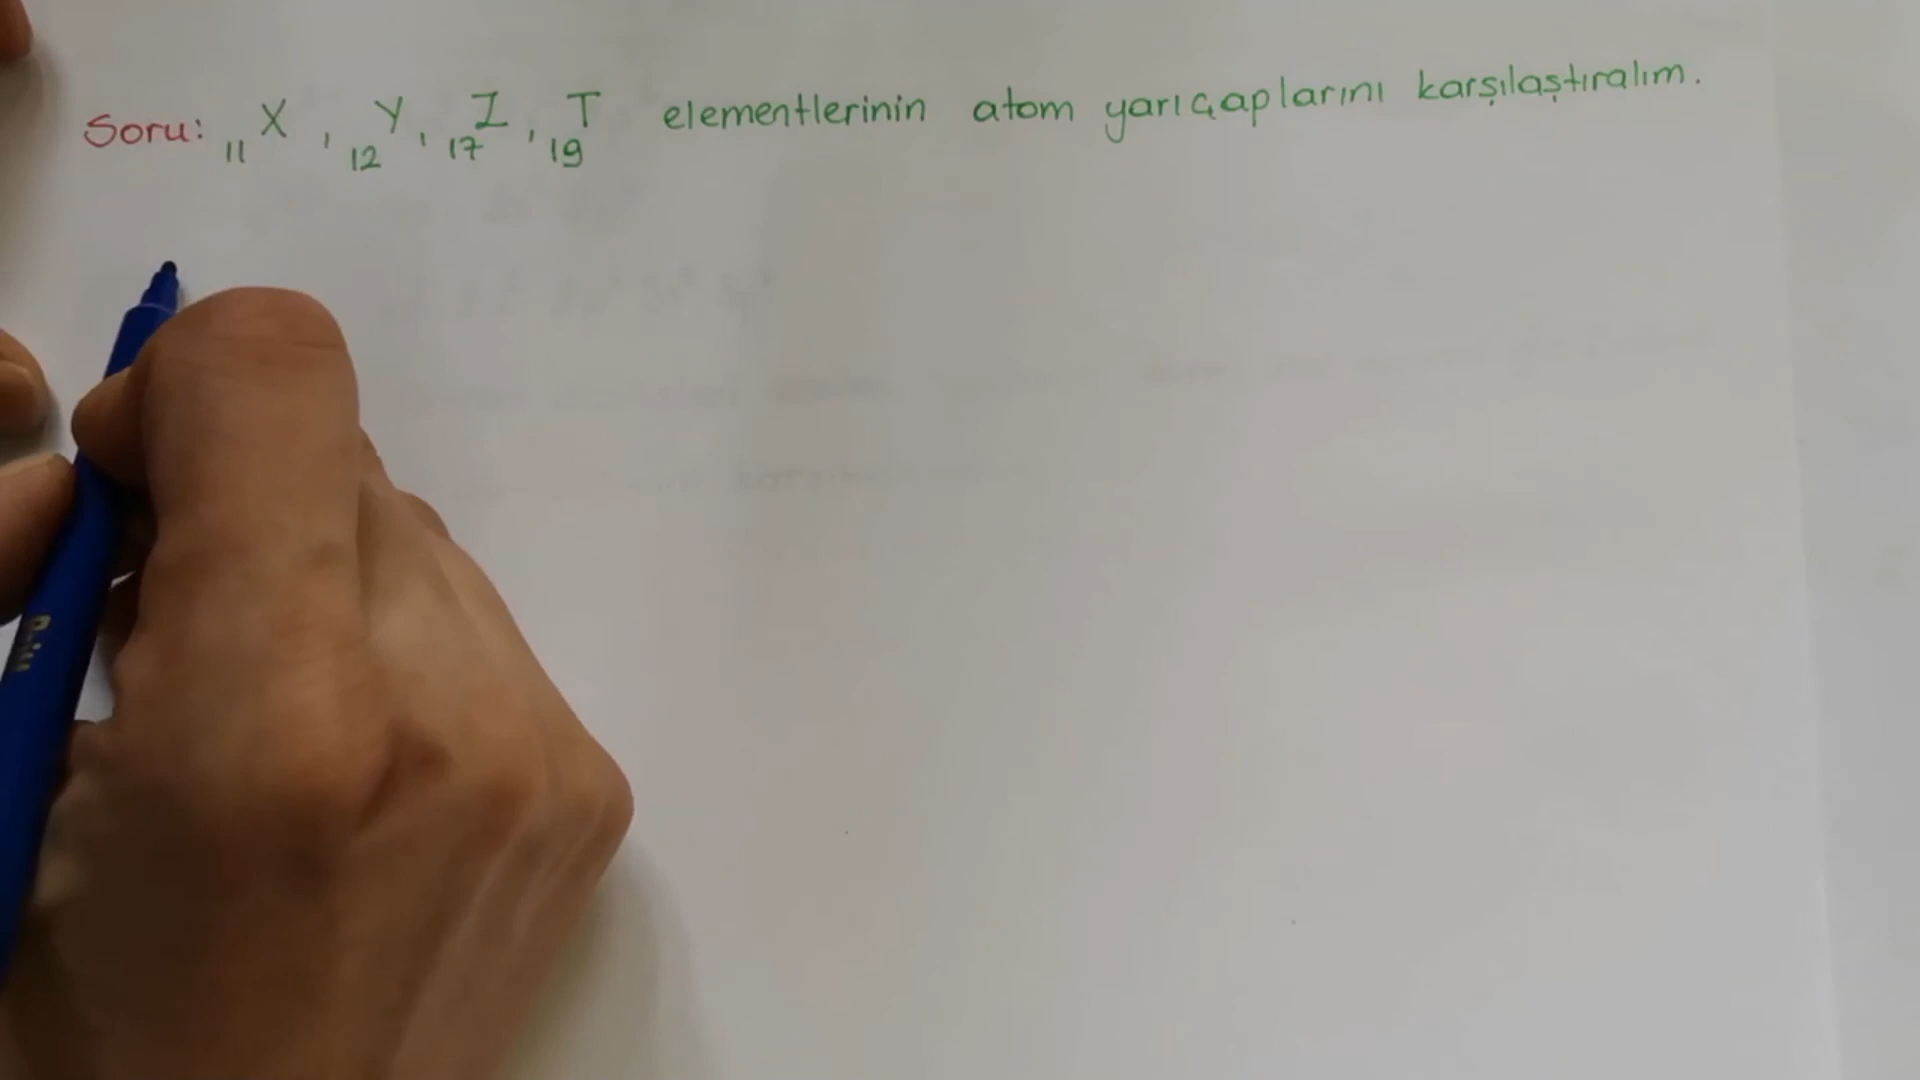 Soru: ₁₁X, ₁₂Y, ₁₇Z, ₁₉T elementlerinin atom yarıçaplarını karşılaştıralım.